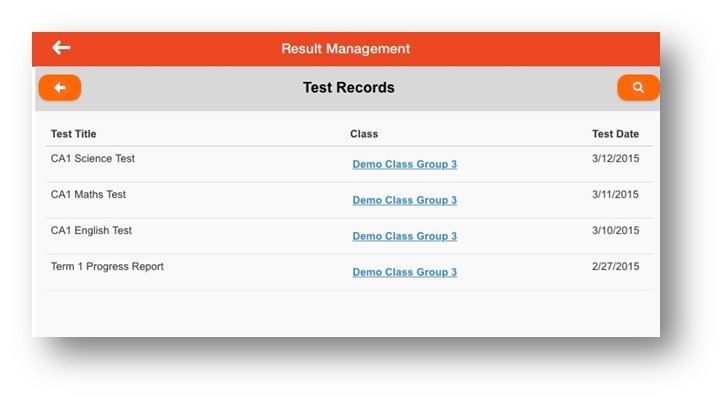 Result Management
Test Records
Test Title Class Test Date
CA1 Science Test Demo Class Group 3 3/12/2015
CA1 Maths Test Demo Class Group 3 3/11/2015
CA1 English Test Demo Class Group 3 3/10/2015
Term 1 Progress Report Demo Class Group 3 2/27/2015